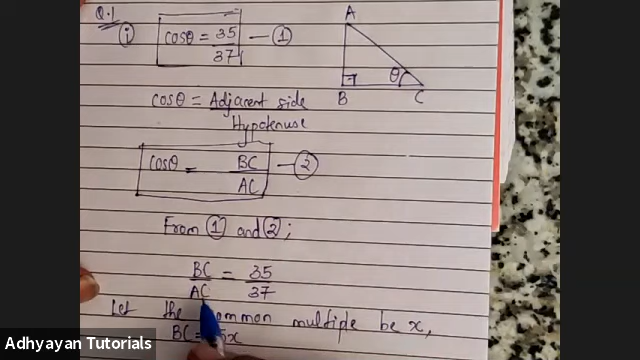 Q.1
i) cosθ = 35/37 — ①
A
θ
B C
cosθ = Adjacent side / Hypotenuse
cosθ = BC/AC — ②
From ① and ②;
BC/AC = 35/37
Let the common multiple be x,
BC = 35x
Adhyayan Tutorials